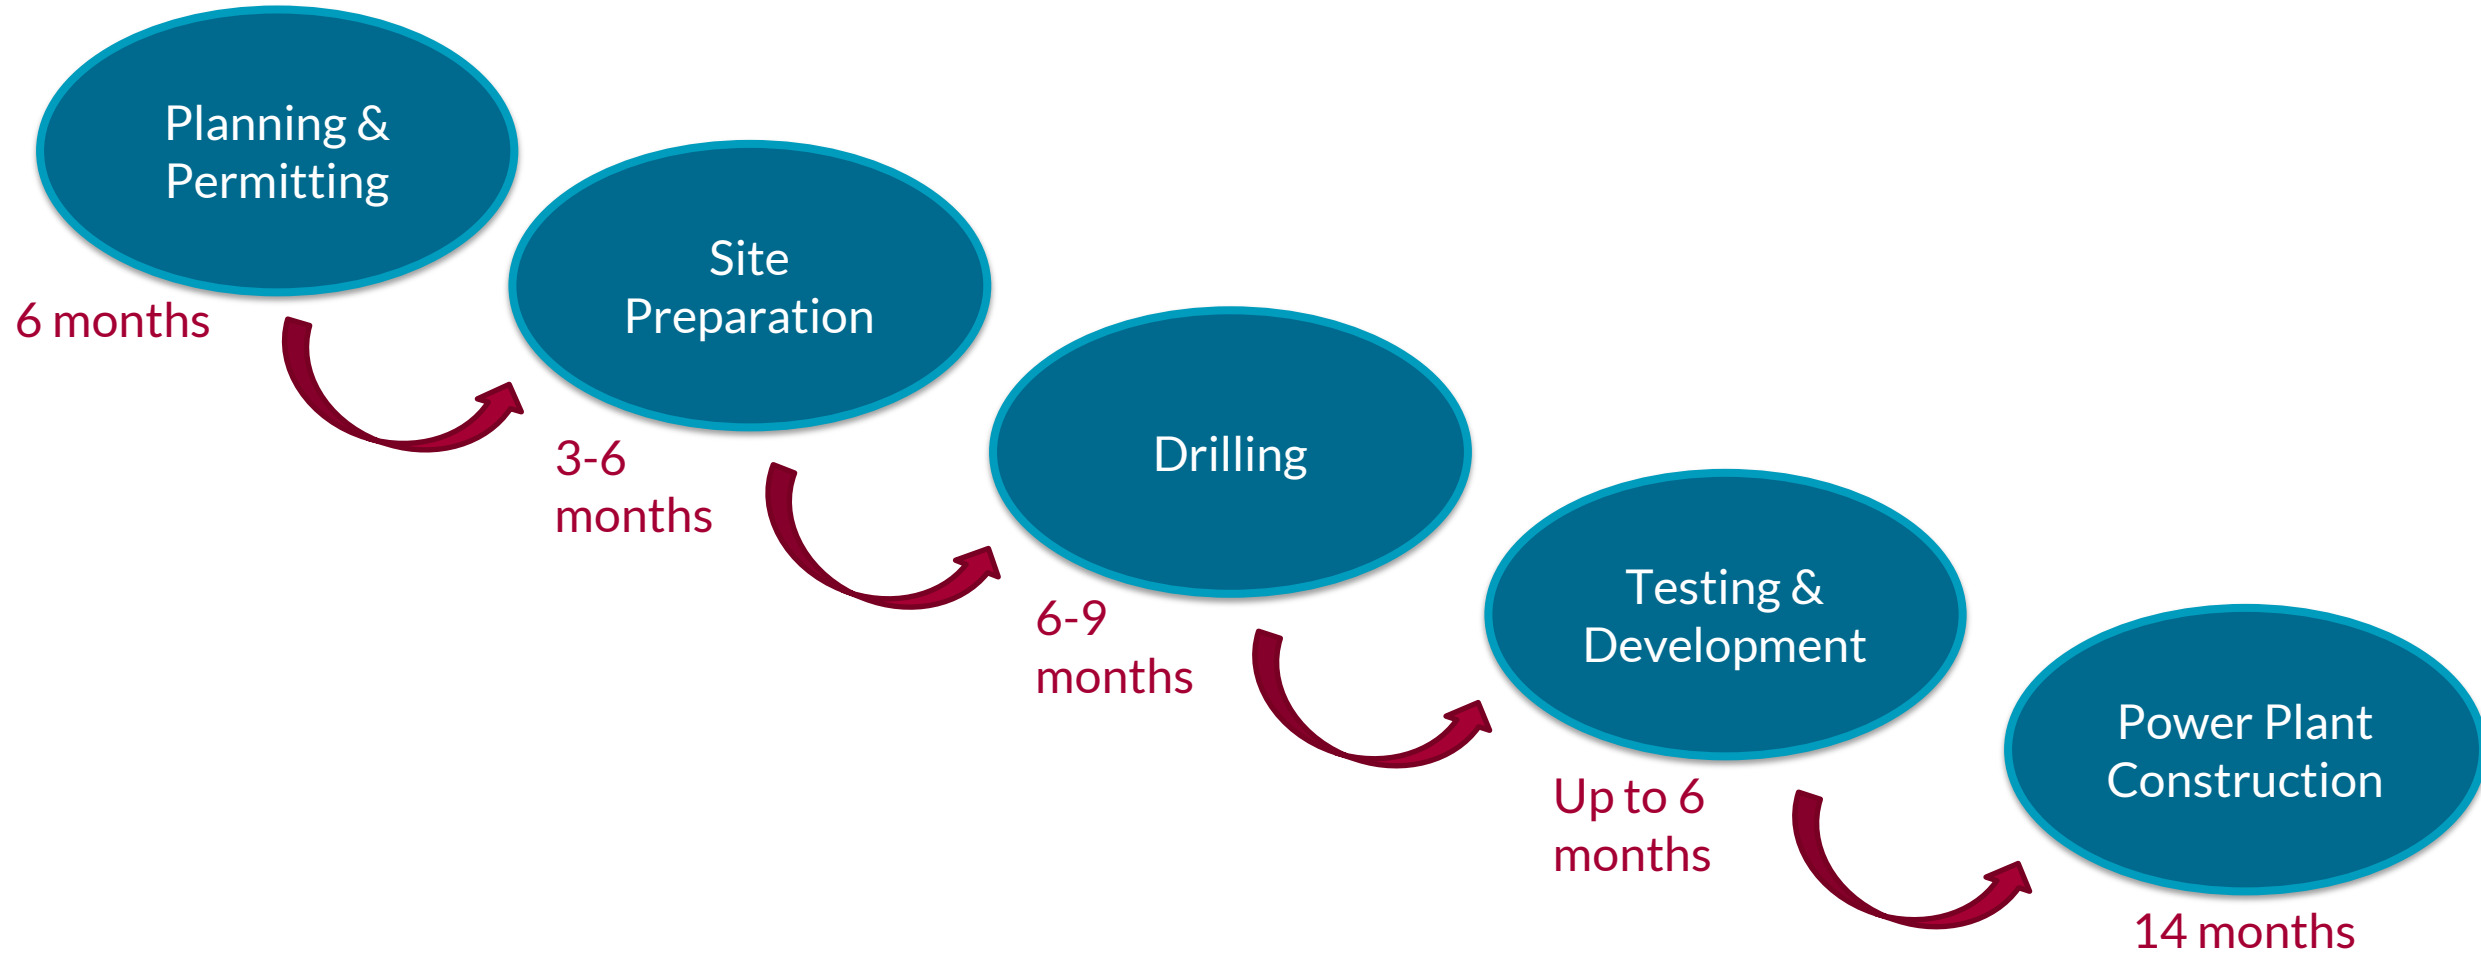 Planning &
Permitting
6 months
Site
Preparation
3-6
months
Drilling
6-9
months
Testing &
Development
Up to 6
months
Power Plant
Construction
14 months